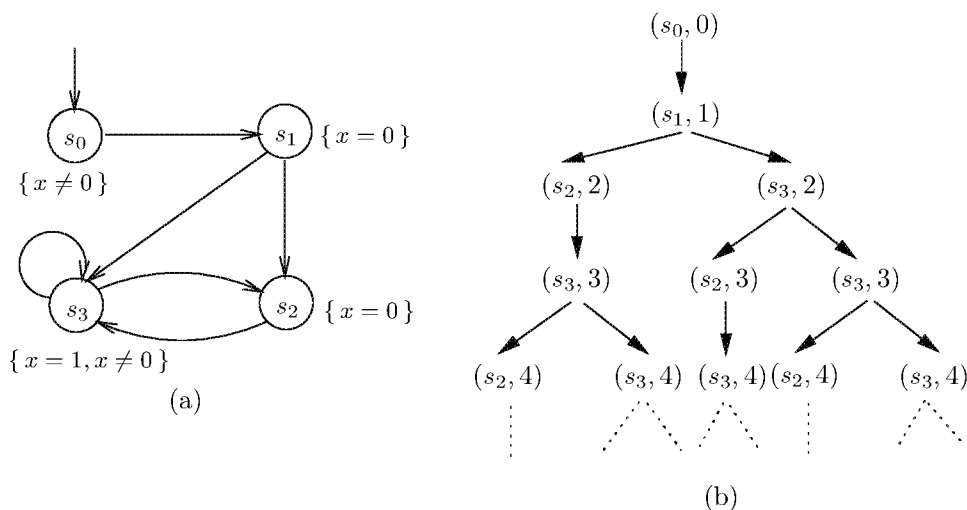 s₀
s₁
{ x = 0 }
{ x ≠ 0 }
s₃
s₂
{ x = 0 }
{ x = 1, x ≠ 0 }
(a)
(s₀, 0)
(s₁, 1)
(s₂, 2)
(s₃, 2)
(s₃, 3)
(s₂, 3)
(s₃, 3)
(s₂, 4)
(s₃, 4)
(s₃, 4)
(s₂, 4)
(s₃, 4)
(b)